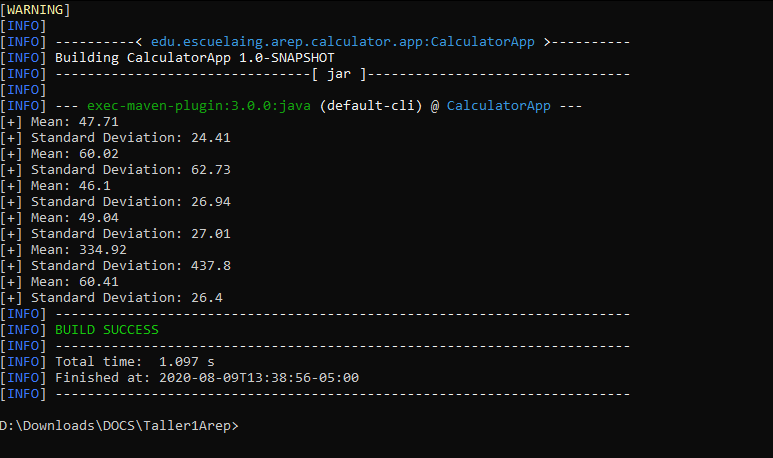 [WARNING]
[INFO]
[INFO] ----------< edu.escuelaing.arep.calculator.app:CalculatorApp >----------
[INFO] Building CalculatorApp 1.0-SNAPSHOT
[INFO] --------------------------------[ jar ]---------------------------------
[INFO]
[INFO] --- exec-maven-plugin:3.0.0:java (default-cli) @ CalculatorApp ---
[+] Mean: 47.71
[+] Standard Deviation: 24.41
[+] Mean: 60.02
[+] Standard Deviation: 62.73
[+] Mean: 46.1
[+] Standard Deviation: 26.94
[+] Mean: 49.04
[+] Standard Deviation: 27.01
[+] Mean: 334.92
[+] Standard Deviation: 437.8
[+] Mean: 60.41
[+] Standard Deviation: 26.4
[INFO] ------------------------------------------------------------------------
[INFO] BUILD SUCCESS
[INFO] ------------------------------------------------------------------------
[INFO] Total time:  1.097 s
[INFO] Finished at: 2020-08-09T13:38:56-05:00
[INFO] ------------------------------------------------------------------------
D:\Downloads\DOCS\Taller1Arep>